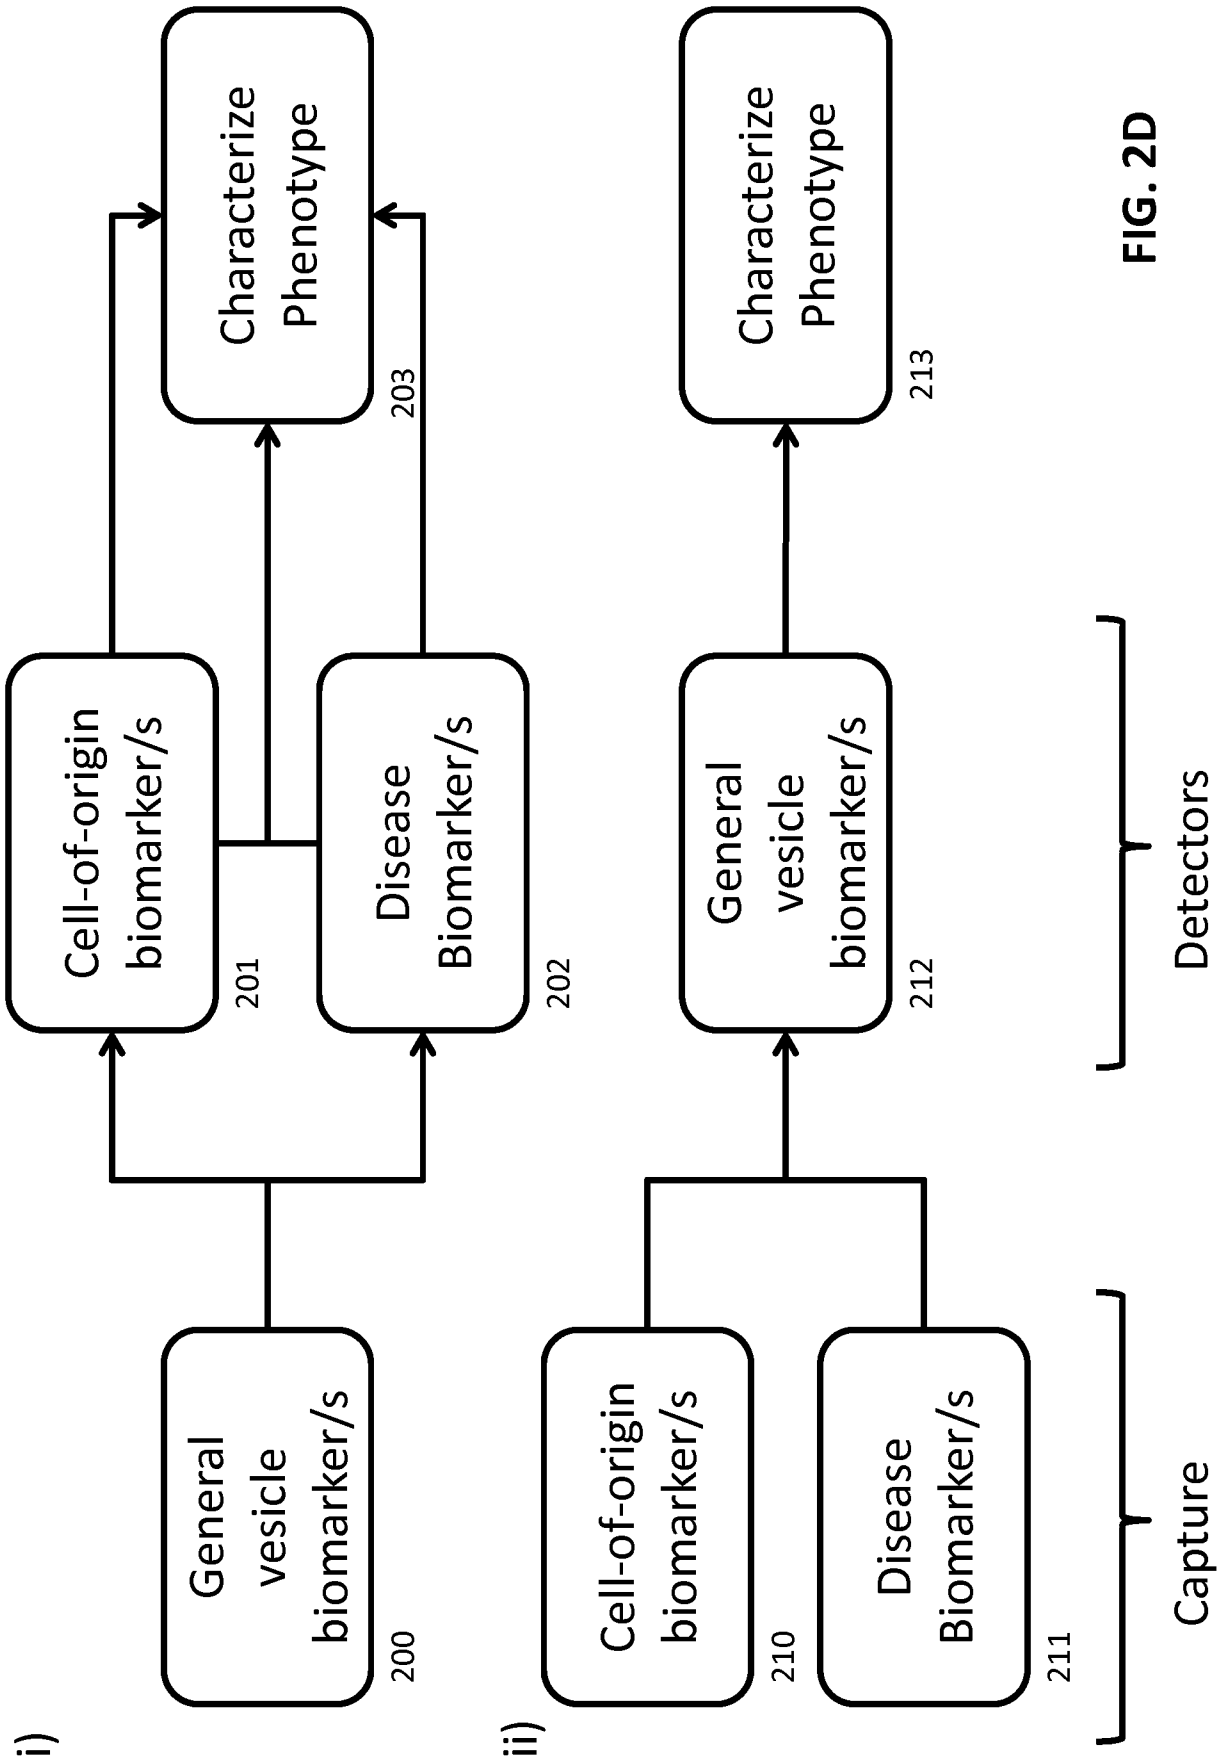 i)
General
vesicle
biomarker/s
200
Cell-of-origin
biomarker/s
201
Disease
Biomarker/s
202
Characterize
Phenotype
203
ii)
Cell-of-origin
biomarker/s
210
Disease
Biomarker/s
211
General
vesicle
biomarker/s
212
Characterize
Phenotype
213
Capture
Detectors
FIG. 2D